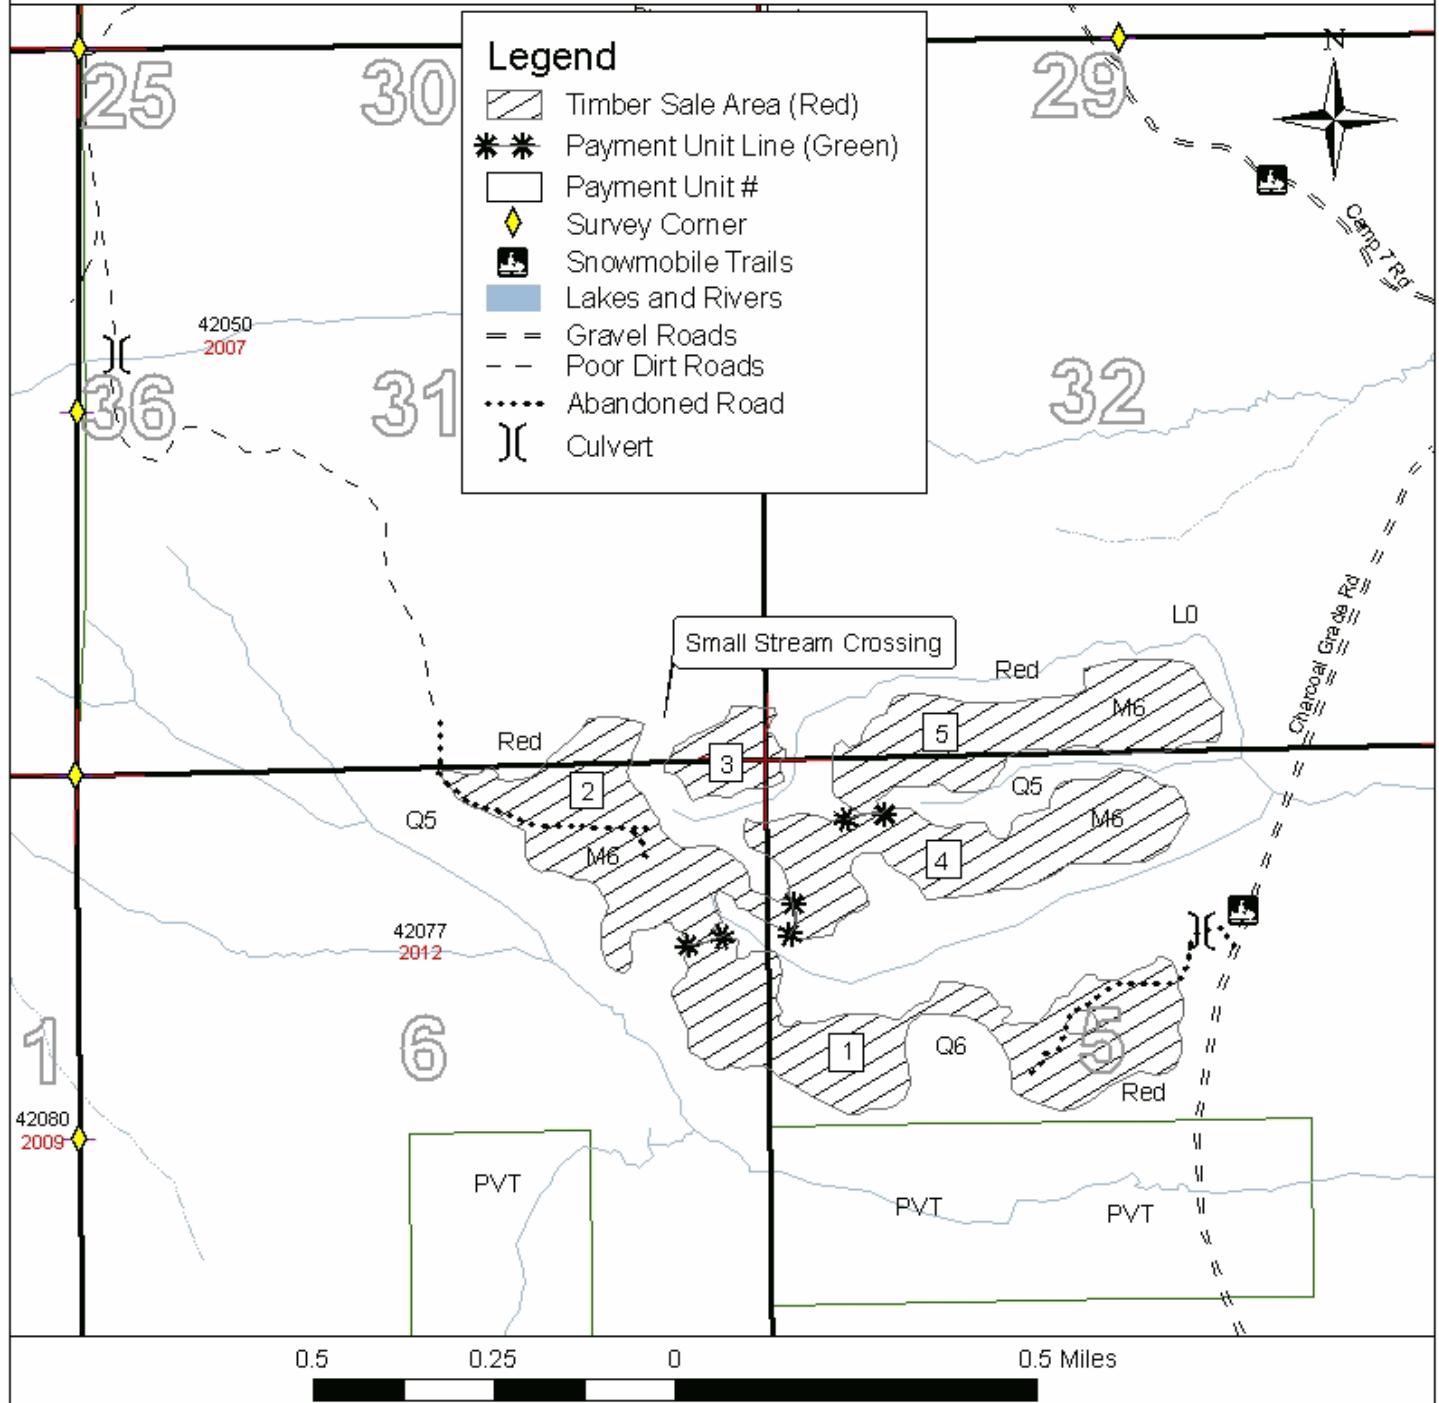 N
25
30
29
Legend
Timber Sale Area (Red)
Payment Unit Line (Green)
Payment Unit #
Survey Corner
Snowmobile Trails
Lakes and Rivers
Gravel Roads
Poor Dirt Roads
Abandoned Road
Culvert
Camp 7 Rd
42050
2007
36
31
32
Charcoal Grade Rd
L0
Small Stream Crossing
Red
M6
5
Red
3
2
Q5
Q5
M6
M6
4
42077
2012
1
6
1
Q6
5
Red
42080
2009
PVT
PVT
PVT
0.5
0.25
0
0.5 Miles